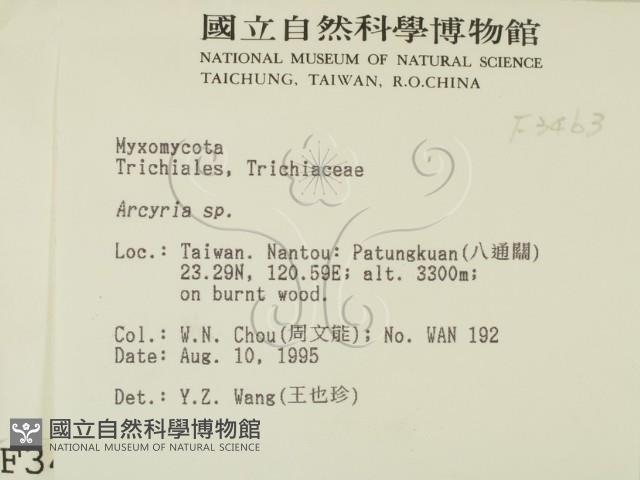 國立自然科學博物館
NATIONAL MUSEUM OF NATURAL SCIENCE
TAICHUNG, TAIWAN, R.O.CHINA
F3463
Myxomycota
Trichiales, Trichiaceae
Arcyria sp.
Loc.: Taiwan. Nantou: Patungkuan(八通關)
23.29N, 120.59E; alt. 3300m;
on burnt wood.
Col.: W.N. Chou(周文能); No. WAN 192
Date: Aug. 10, 1995
Det.: Y.Z. Wang(王也珍)
國立自然科學博物館
NATIONAL MUSEUM OF NATURAL SCIENCE
F34